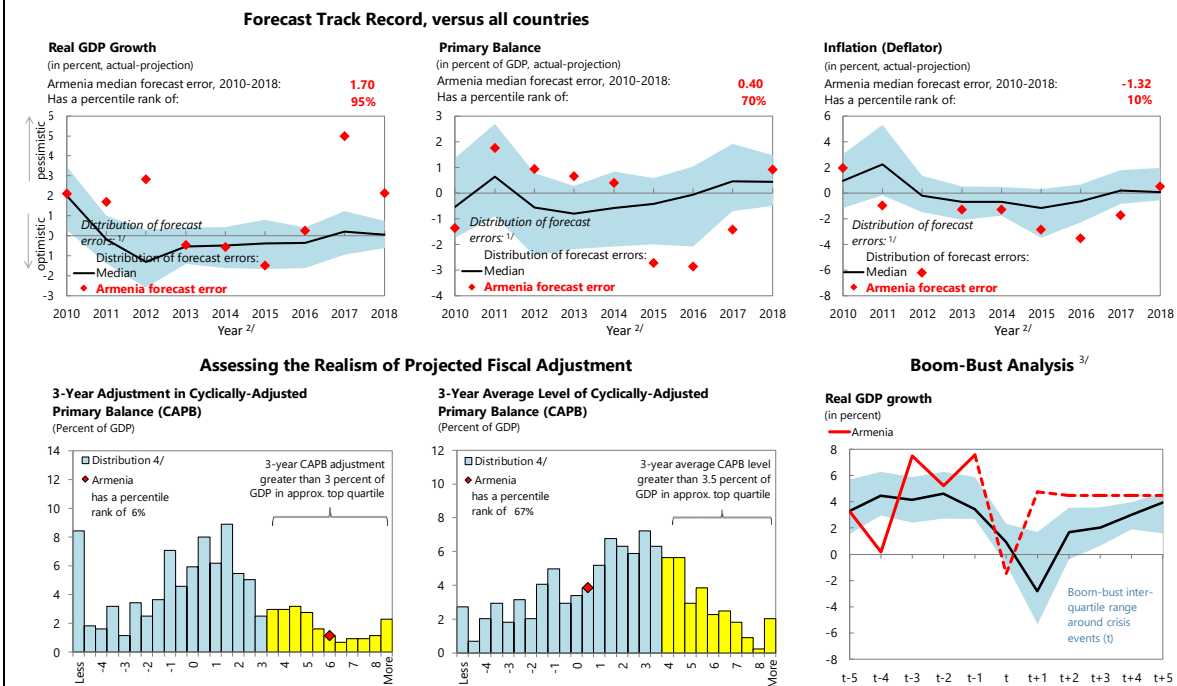 Forecast Track Record, versus all countries
Real GDP Growth
(in percent, actual-projection)
Armenia median forecast error, 2010-2018: 1.70
Has a percentile rank of: 95%
pessimistic
optimistic
6
5
4
3
2
1
0
-1
-2
-3
Distribution of forecast
errors: 1/
Distribution of forecast errors:
Median
Armenia forecast error
2010 2011 2012 2013 2014 2015 2016 2017 2018
Year 2/
Primary Balance
(in percent of GDP, actual-projection)
Armenia median forecast error, 2010-2018: 0.40
Has a percentile rank of: 70%
3
2
1
0
-1
-2
-3
-4
Distribution of forecast
errors: 1/
Distribution of forecast errors:
Median
Armenia forecast error
2010 2011 2012 2013 2014 2015 2016 2017 2018
Year 2/
Inflation (Deflator)
(in percent, actual-projection)
Armenia median forecast error, 2010-2018: -1.32
Has a percentile rank of: 10%
6
4
2
0
-2
-4
-6
-8
Distribution of forecast
errors: 1/
Distribution of forecast errors:
Median
Armenia forecast error
2010 2011 2012 2013 2014 2015 2016 2017 2018
Year 2/
Assessing the Realism of Projected Fiscal Adjustment
3-Year Adjustment in Cyclically-Adjusted
Primary Balance (CAPB)
(Percent of GDP)
14
12
10
8
6
4
2
0
Distribution 4/
Armenia
has a percentile
rank of 6%
3-year CAPB adjustment
greater than 3 percent of
GDP in approx. top quartile
Less -4 -3 -2 -1 0 1 2 3 4 5 6 7 8 More
3-Year Average Level of Cyclically-Adjusted
Primary Balance (CAPB)
(Percent of GDP)
12
10
8
6
4
2
0
Distribution 4/
Armenia
has a percentile
rank of 67%
3-year average CAPB level
greater than 3.5 percent of
GDP in approx. top quartile
Less -4 -3 -2 -1 0 1 2 3 4 5 6 7 8 More
Boom-Bust Analysis 3/
Real GDP growth
(in percent)
Armenia
8
6
4
2
0
-2
-4
-6
-8
Boom-bust inter-
quartile range
around crisis
events (t)
t-5 t-4 t-3 t-2 t-1 t t+1 t+2 t+3 t+4 t+5